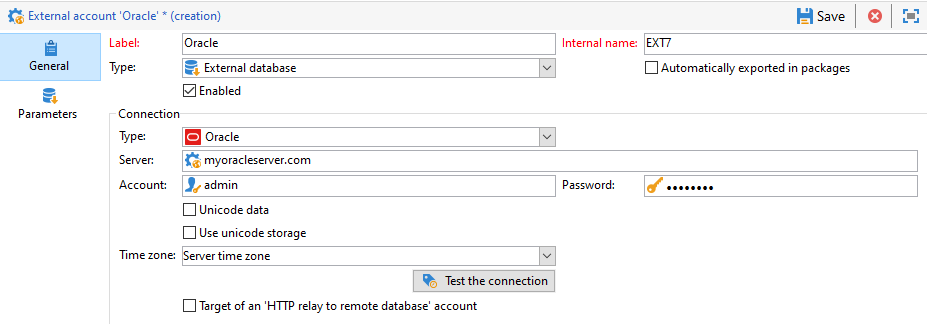 External account 'Oracle' * (creation) Save
General
Parameters
Label: Oracle Internal name: EXT7
Type: External database Automatically exported in packages
Enabled
Connection
Type: Oracle
Server: myoracleserver.com
Account: admin Password: ••••••••
Unicode data
Use unicode storage
Time zone: Server time zone
Test the connection
Target of an 'HTTP relay to remote database' account